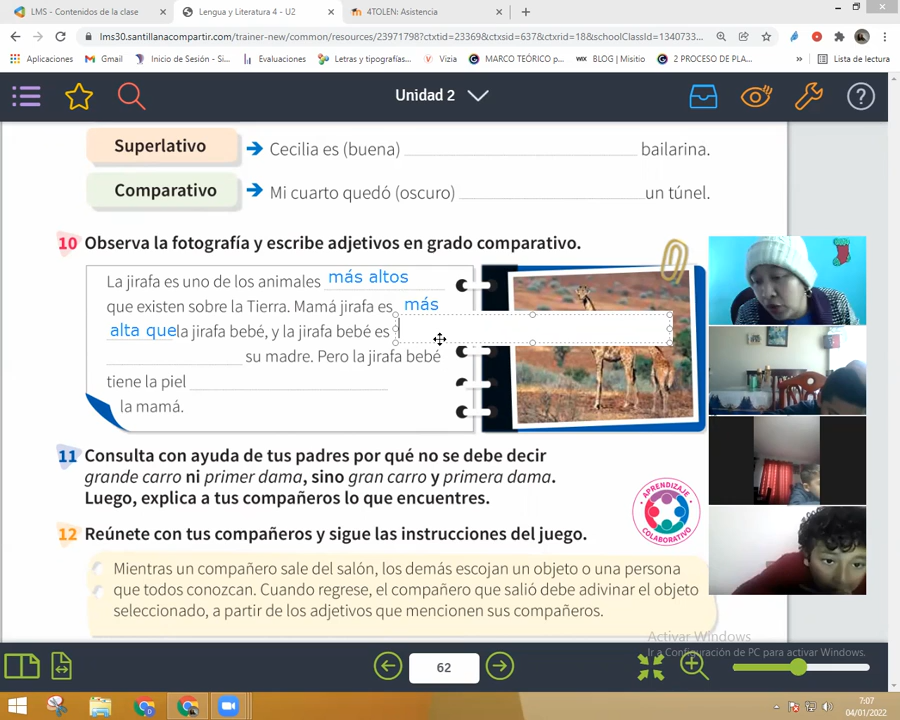 LMS - Contenidos de la clase
Lengua y Literatura 4 - U2
4TOLEN: Asistencia
lms30.santillanacompartir.com/trainer-new/common/resources/23971798?ctxtid=23369&ctxsid=637&ctxrid=18&schoolClassId=1340733...
Aplicaciones Gmail Inicio de Sesión - Sí... Evaluaciones Letras y tipografías... Vizia MARCO TEÓRICO p... WIX BLOG | Misitio 2 PROCESO DE PLA... » Lista de lectura
Unidad 2
Superlativo Cecilia es (buena) bailarina.
Comparativo Mi cuarto quedó (oscuro) un túnel.
10 Observa la fotografía y escribe adjetivos en grado comparativo.
La jirafa es uno de los animales más altos
que existen sobre la Tierra. Mamá jirafa es más
alta que la jirafa bebé, y la jirafa bebé es
su madre. Pero la jirafa bebé
tiene la piel
la mamá.
11 Consulta con ayuda de tus padres por qué no se debe decir
grande carro ni primer dama, sino gran carro y primera dama.
Luego, explica a tus compañeros lo que encuentres.
APRENDIZAJE
COLABORATIVO
12 Reúnete con tus compañeros y sigue las instrucciones del juego.
Mientras un compañero sale del salón, los demás escojan un objeto o una persona
que todos conozcan. Cuando regrese, el compañero que salió debe adivinar el objeto
seleccionado, a partir de los adjetivos que mencionen sus compañeros.
Activar Windows
Ir a Configuración de PC para activar Windows.
62
7:07
04/01/2022